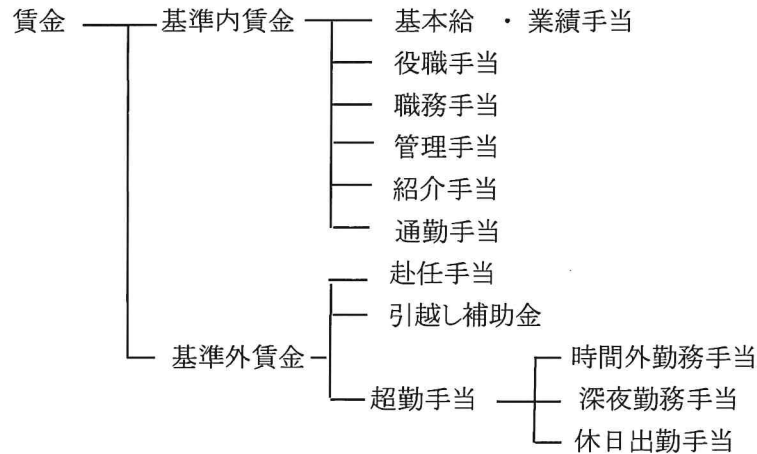 賃金 基準内賃金 基本給 ・ 業績手当
役職手当
職務手当
管理手当
紹介手当
通勤手当
赴任手当
引越し補助金
基準外賃金 時間外勤務手当
超勤手当 深夜勤務手当
休日出勤手当